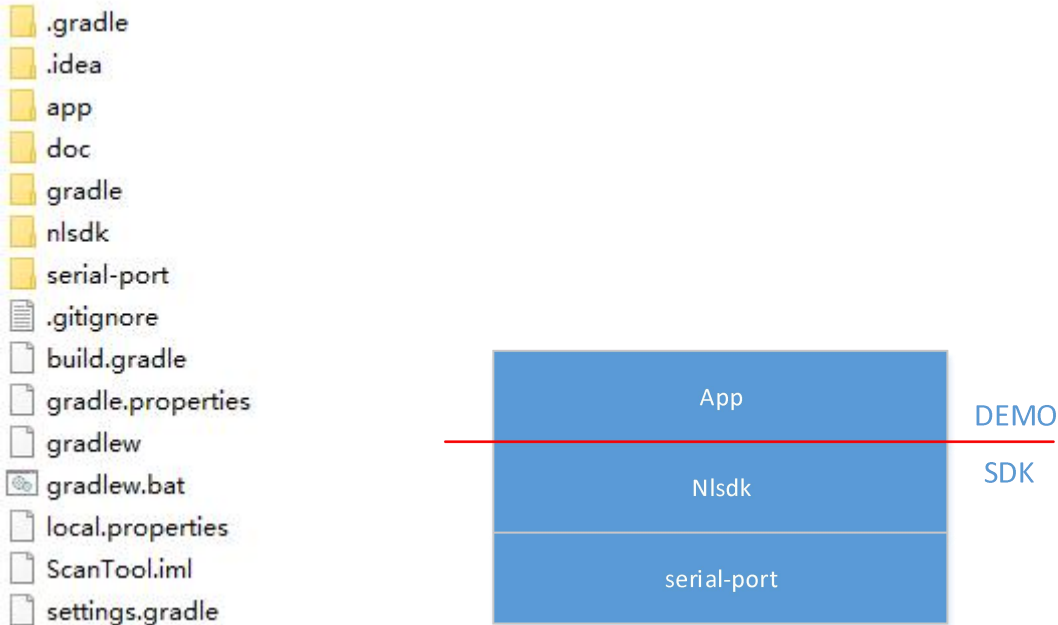 .gradle
.idea
app
doc
gradle
nlsdk
serial-port
.gitignore
build.gradle
gradle.properties
gradlew
gradlew.bat
local.properties
ScanTool.iml
settings.gradle
App
DEMO
SDK
Nlsdk
serial-port